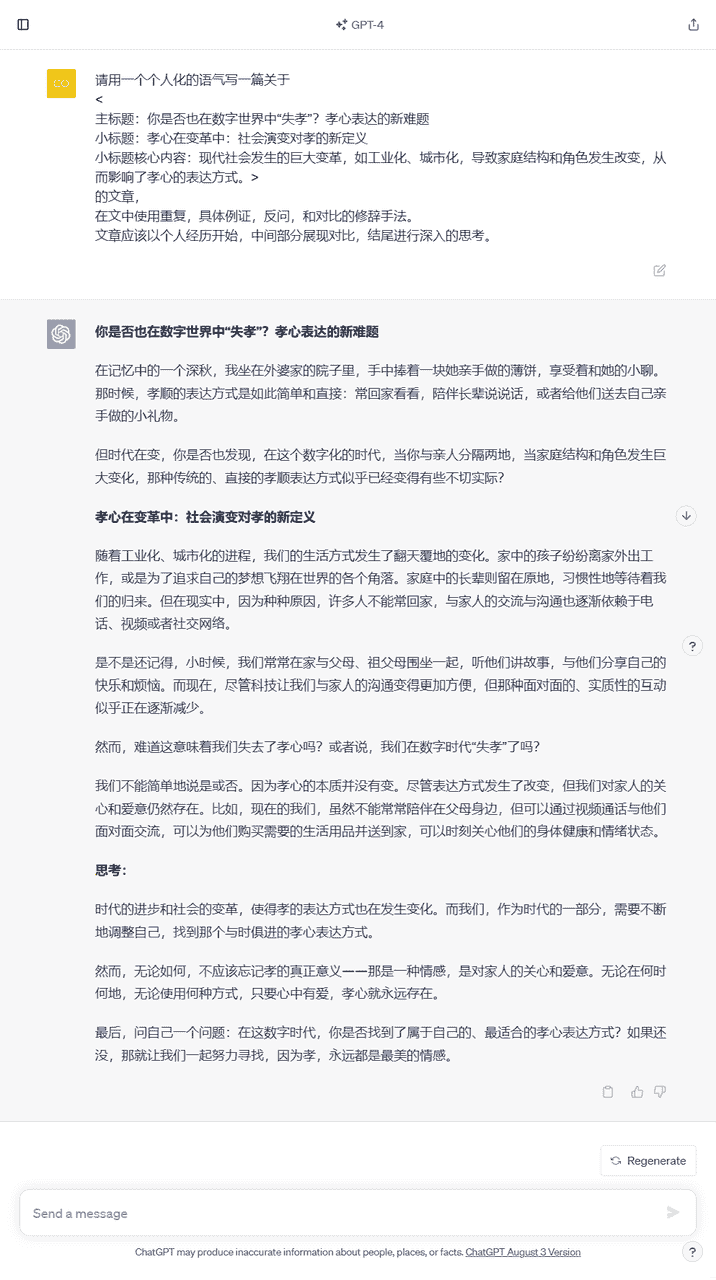 GPT-4
请用一个个人化的语气写一篇关于
<
主标题：你是否也在数字世界中“失孝”？孝心表达的新难题
小标题：孝心在变革中：社会演变对孝的新定义
小标题核心内容：现代社会发生的巨大变革，如工业化、城市化，导致家庭结构和角色发生改变，从
而影响了孝心的表达方式。>
的文章，
在文中使用重复，具体例证，反问，和对比的修辞手法。
文章应该以个人经历开始，中间部分展现对比，结尾进行深入的思考。
你是否也在数字世界中“失孝”？孝心表达的新难题
在记忆中的一个深秋，我坐在外婆家的院子里，手中捧着一块她亲手做的薄饼，享受着和她的小聊。
那时候，孝顺的表达方式是如此简单和直接：常回家看看，陪伴长辈说说话，或者给他们送去自己亲
手做的小礼物。
但时代在变，你是否也发现，在这个数字化的时代，当你与亲人分隔两地，当家庭结构和角色发生巨
大变化，那种传统的、直接的孝顺表达方式似乎已经变得有些不切实际？
孝心在变革中：社会演变对孝的新定义
随着工业化、城市化的进程，我们的生活方式发生了翻天覆地的变化。家中的孩子纷纷离家外出工
作，或是为了追求自己的梦想飞翔在世界的各个角落。家庭中的长辈则留在原地，习惯性地等待着我
们的归来。但在现实中，因为种种原因，许多人不能常回家，与家人的交流与沟通也逐渐依赖于电
话、视频或者社交网络。
是不是还记得，小时候，我们常常在家与父母、祖父母围坐一起，听他们讲故事，与他们分享自己的
快乐和烦恼。而现在，尽管科技让我们与家人的沟通变得更加方便，但那种面对面的、实质性的互动
似乎正在逐渐减少。
然而，难道这意味着我们失去了孝心吗？或者说，我们在数字时代“失孝”了吗？
我们不能简单地说是或否。因为孝心的本质并没有变。尽管表达方式发生了改变，但我们对家人的关
心和爱意仍然存在。比如，现在的我们，虽然不能常常陪伴在父母身边，但可以通过视频通话与他们
面对面交流，可以为他们购买需要的生活用品并送到家，可以时刻关心他们的身体健康和情绪状态。
思考：
时代的进步和社会的变革，使得孝的表达方式也在发生变化。而我们，作为时代的一部分，需要不断
地调整自己，找到那个与时俱进的孝心表达方式。
然而，无论如何，不应该忘记孝的真正意义——那是一种情感，是对家人的关心和爱意。无论在何时
何地，无论使用何种方式，只要心中有爱，孝心就永远存在。
最后，问自己一个问题：在这数字时代，你是否找到了属于自己的、最适合的孝心表达方式？如果还
没，那就让我们一起努力寻找，因为孝，永远都是最美的情感。
Regenerate
Send a message
ChatGPT may produce inaccurate information about people, places, or facts. ChatGPT August 3 Version
?
?